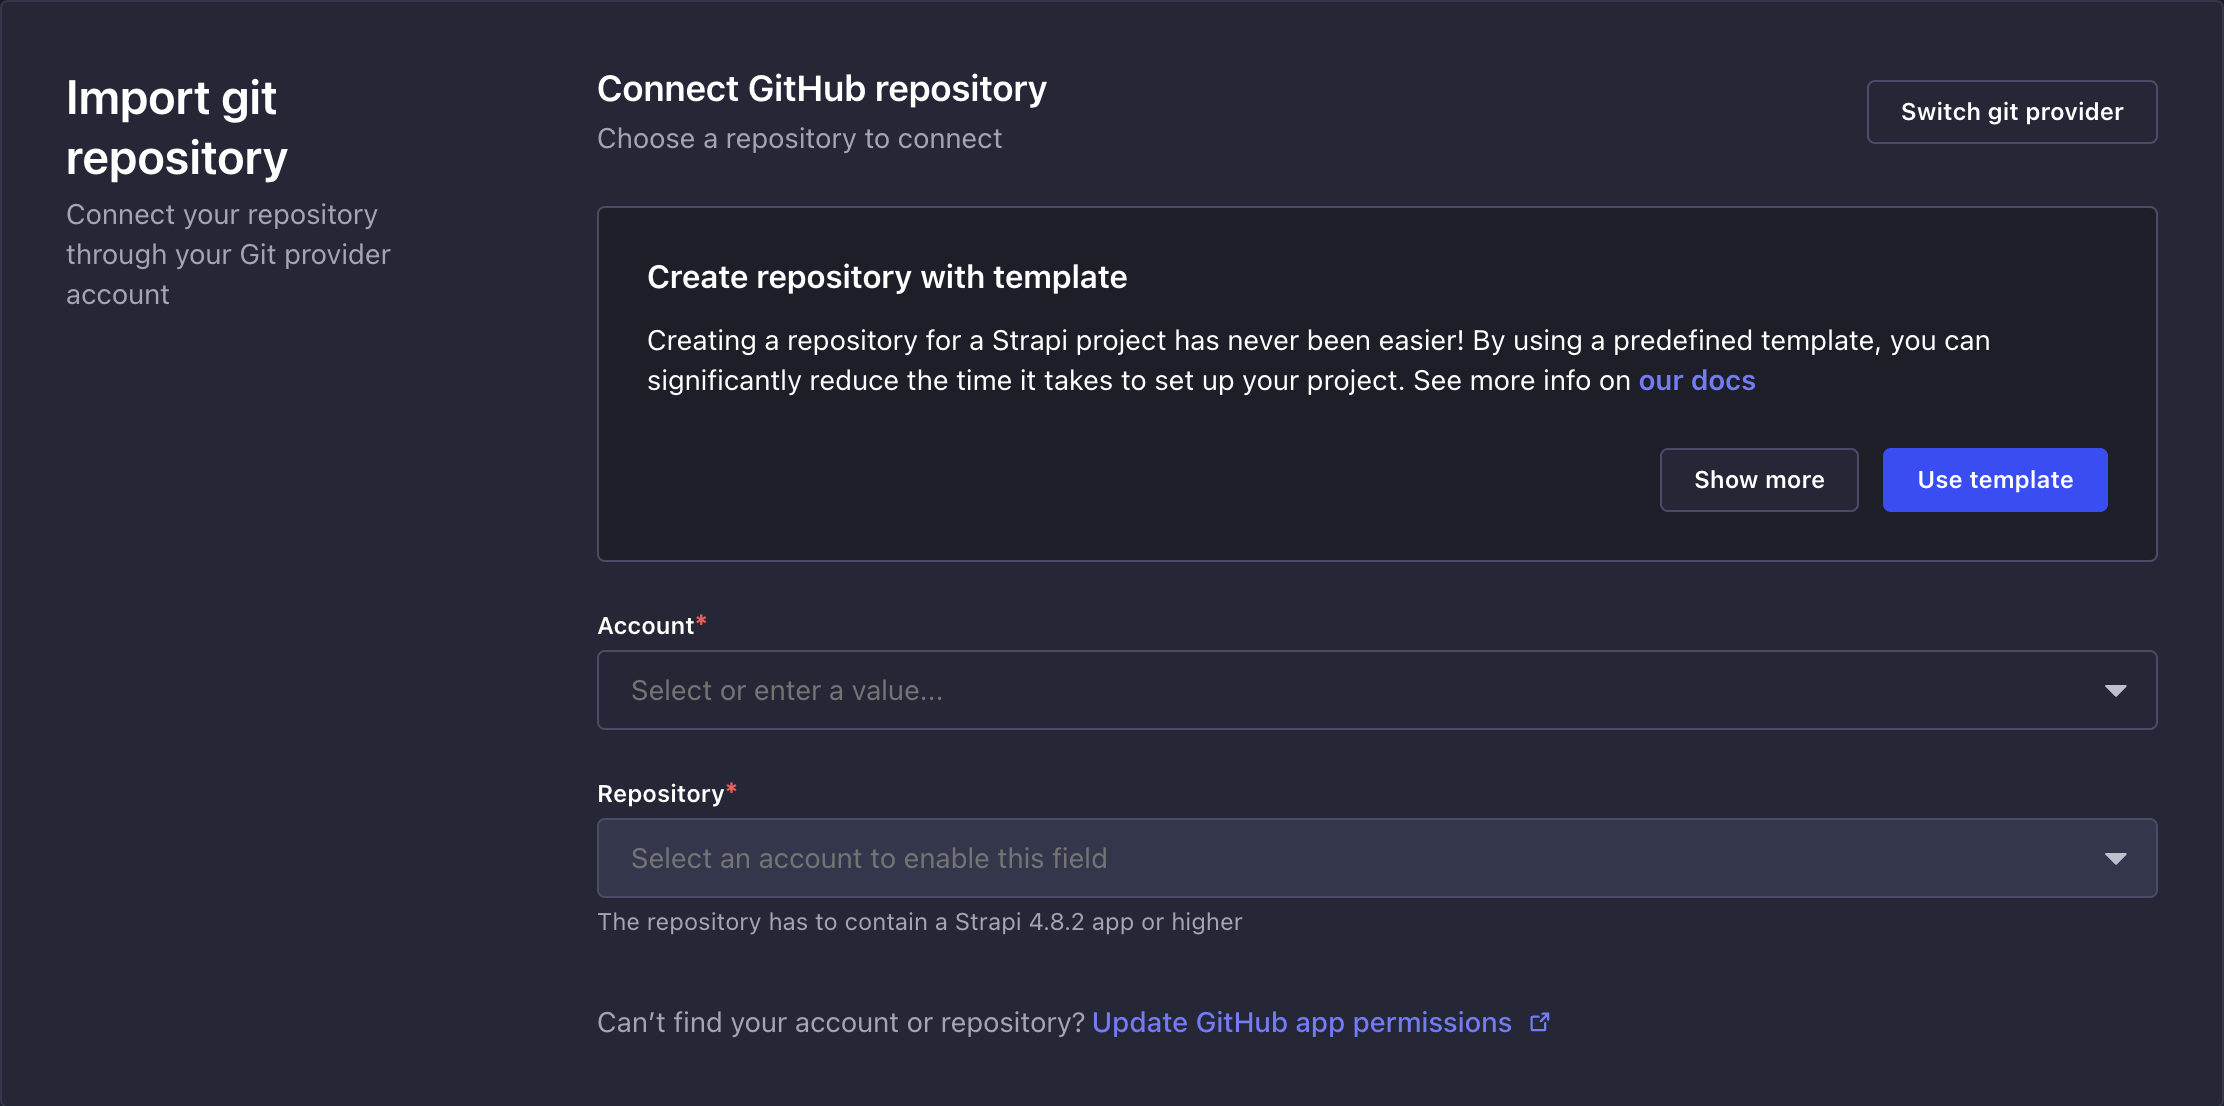 Import git
repository
Connect your repository
through your Git provider
account
Connect GitHub repository
Choose a repository to connect
Switch git provider
Create repository with template
Creating a repository for a Strapi project has never been easier! By using a predefined template, you can
significantly reduce the time it takes to set up your project. See more info on our docs
Show more
Use template
Account*
Select or enter a value...
Repository*
Select an account to enable this field
The repository has to contain a Strapi 4.8.2 app or higher
Can’t find your account or repository? Update GitHub app permissions